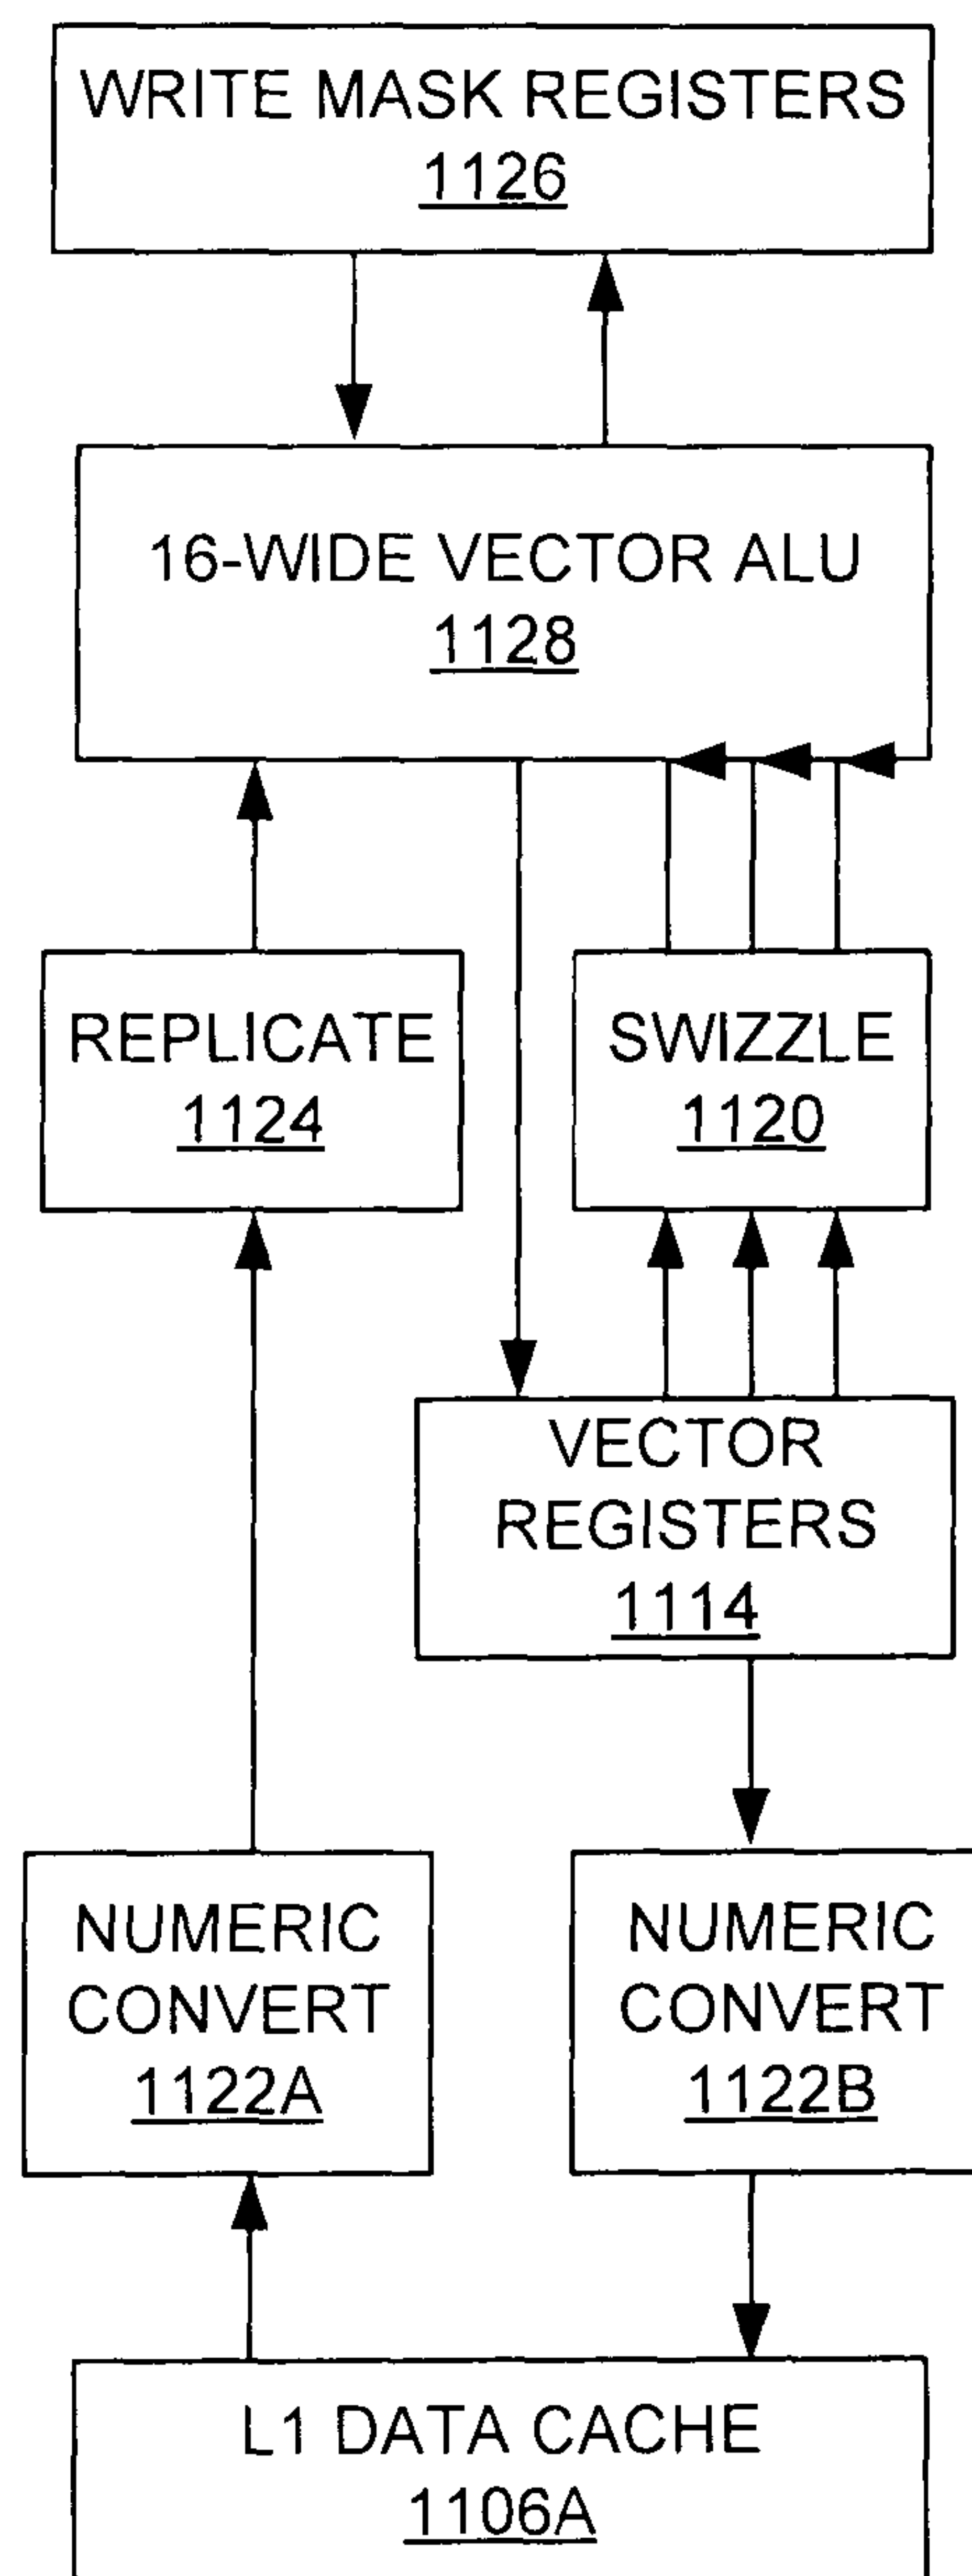 WRITE MASK REGISTERS
1126
16-WIDE VECTOR ALU
1128
REPLICATE
1124
SWIZZLE
1120
VECTOR
REGISTERS
1114
NUMERIC
CONVERT
1122A
NUMERIC
CONVERT
1122B
L1 DATA CACHE
1106A